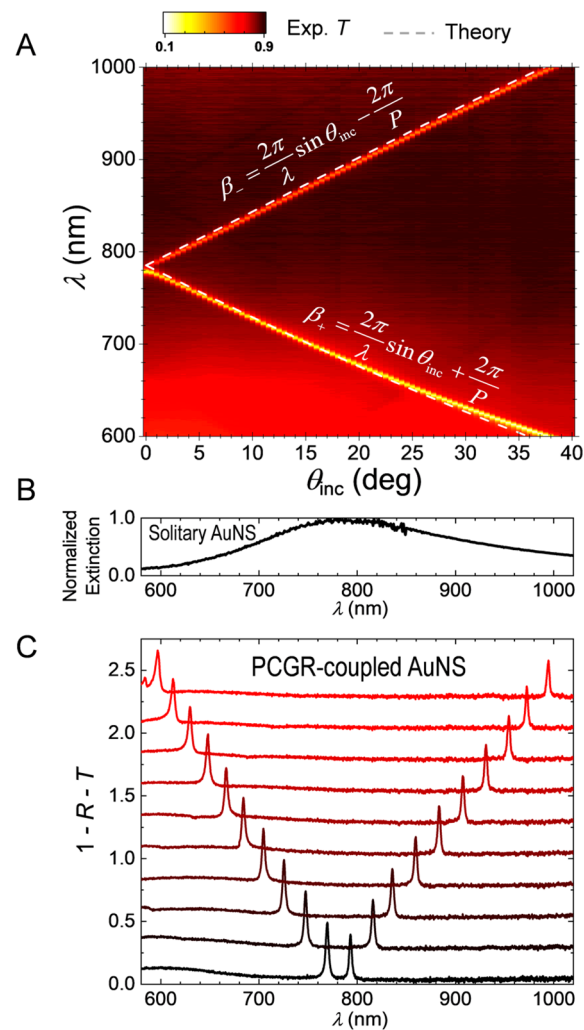 0.1 0.9 Exp. T Theory
A
1000
900
800
700
600
λ (nm)
β₋ = 2π/λ sin θinc − 2π/P
β₊ = 2π/λ sin θinc + 2π/P
0 5 10 15 20 25 30 35 40
θinc (deg)
B
Normalized
Extinction
1.0
0.0
Solitary AuNS
600 700 800 900 1000
λ (nm)
C
PCGR-coupled AuNS
1 - R - T
2.5
2.0
1.5
1.0
0.5
0.0
600 700 800 900 1000
λ (nm)